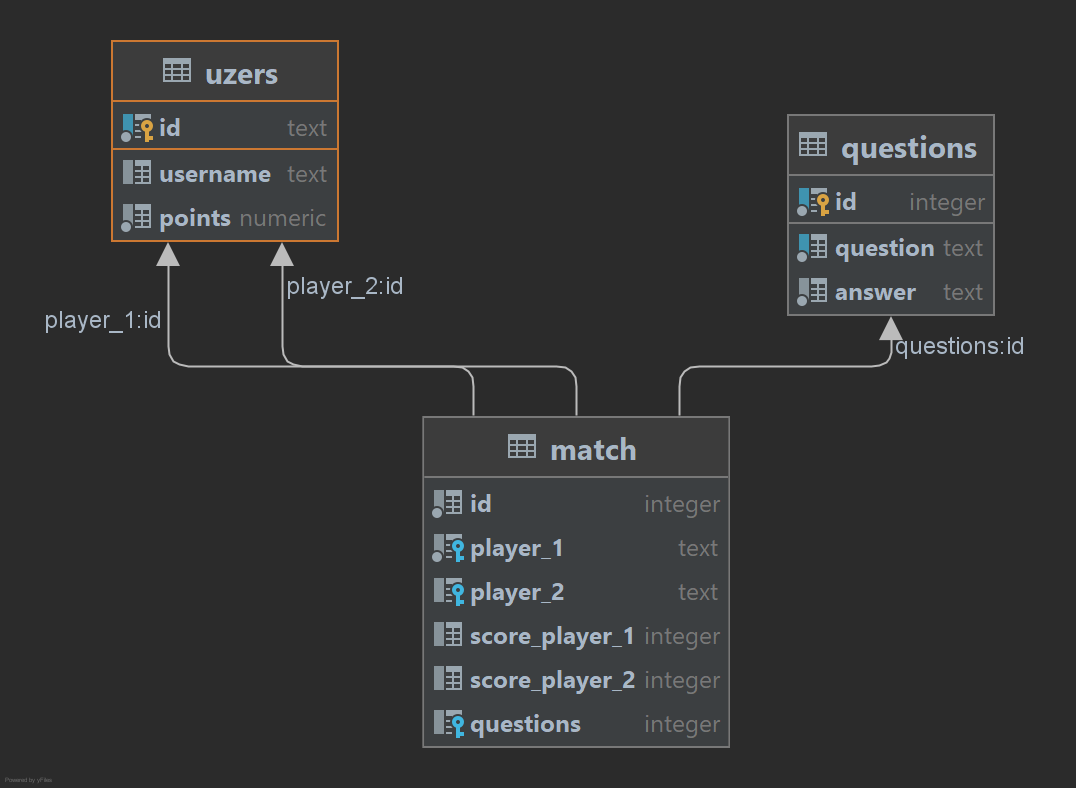 uzers
id text
username text
points numeric
questions
id integer
question text
answer text
player_1:id
player_2:id
questions:id
match
id integer
player_1 text
player_2 text
score_player_1 integer
score_player_2 integer
questions integer
Powered by yFiles